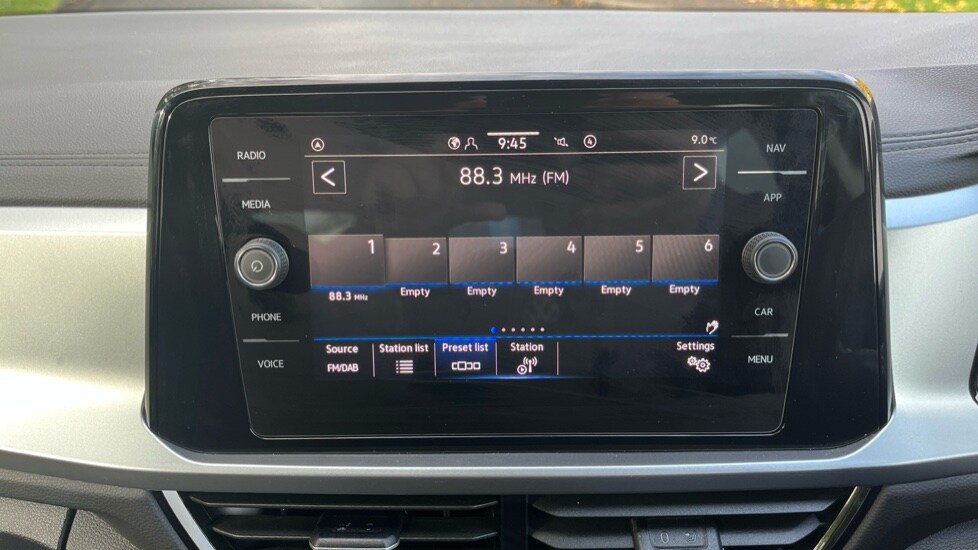 9:45
4
9.0 °C
RADIO
NAV
88.3 MHz (FM)
MEDIA
APP
1 2 3 4 5 6
88.3 MHz Empty Empty Empty Empty Empty
PHONE
CAR
Source Station list Preset list Station Settings
FM/DAB
VOICE
MENU